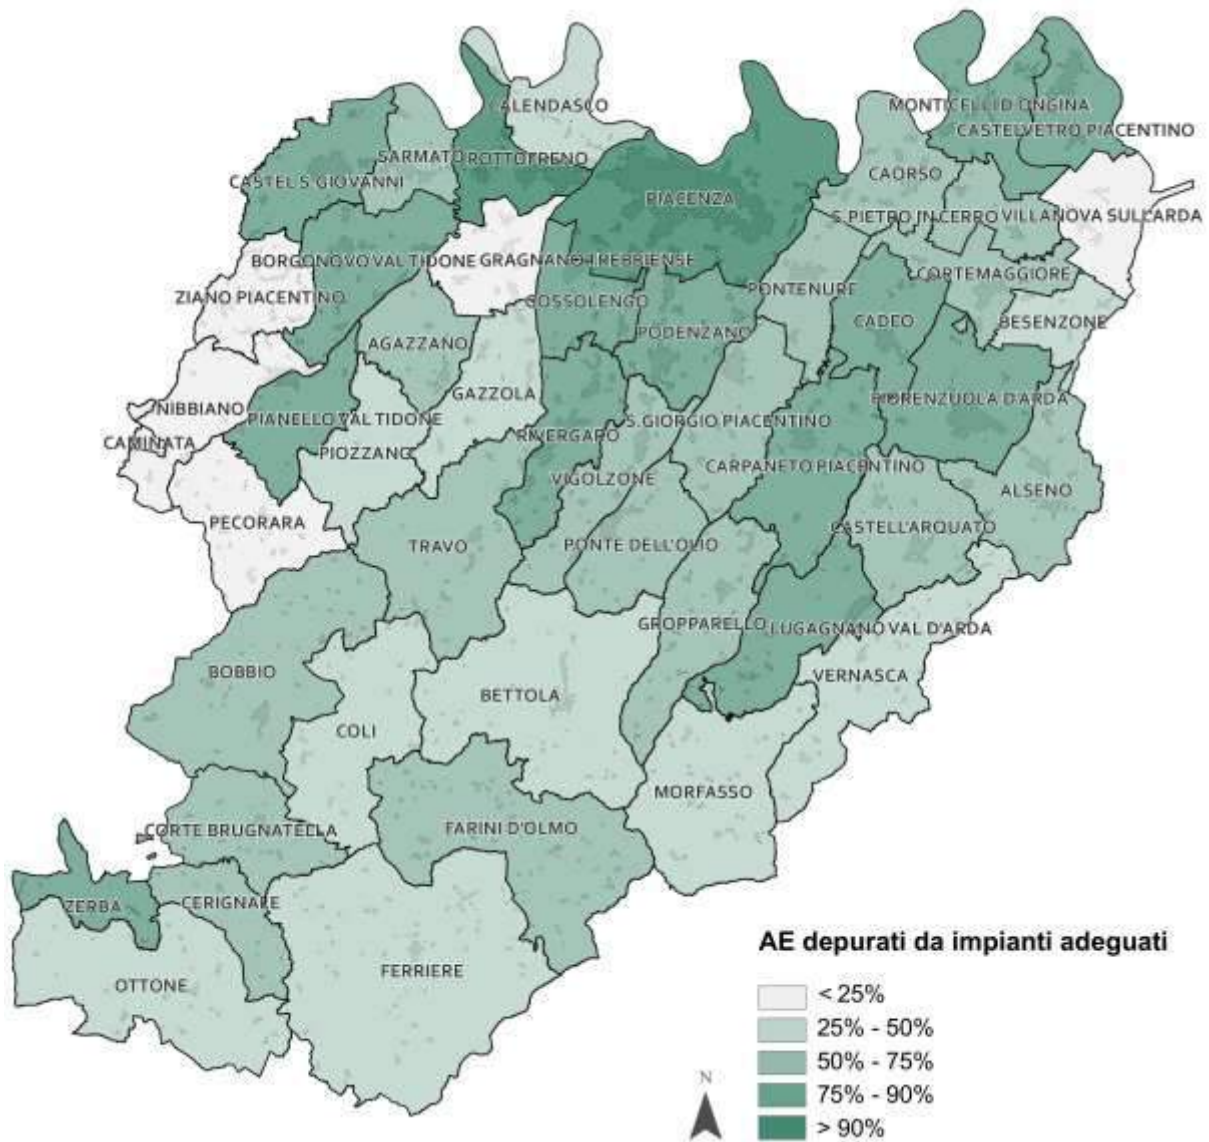 CALENDASCO
MONTICELLI D'ONGINA
CASTELVETRO PIACENTINO
SARMATO
ROTTOFRENO
CASTEL S.GIOVANNI
CAORSO
PIACENZA
S.PIETRO IN CERRO
VILLANOVA SULL'ARDA
BORGONOVO VAL TIDONE
GRAGNANO TREBBIENSE
CORTEMAGGIORE
ZIANO PIACENTINO
GOSSOLENGO
PONTENURE
BESENZONE
CADEO
PODENZANO
AGAZZANO
GAZZOLA
FIORENZUOLA D'ARDA
NIBBIANO
PIANELLO VAL TIDONE
S.GIORGIO PIACENTINO
RIVERGARO
CAMINATA
PIOZZANO
CARPANETO PIACENTINO
VIGOLZONE
ALSENO
PECORARA
CASTELL'ARQUATO
TRAVO
PONTE DELL'OLIO
GROPPARELLO
LUGAGNANO VAL D'ARDA
BOBBIO
VERNASCA
BETTOLA
COLI
MORFASSO
CORTE BRUGNATELLA
FARINI D'OLMO
ZERBA
CERIGNALE
FERRIERE
OTTONE
AE depurati da impianti adeguati
< 25%
25% - 50%
50% - 75%
75% - 90%
> 90%
N